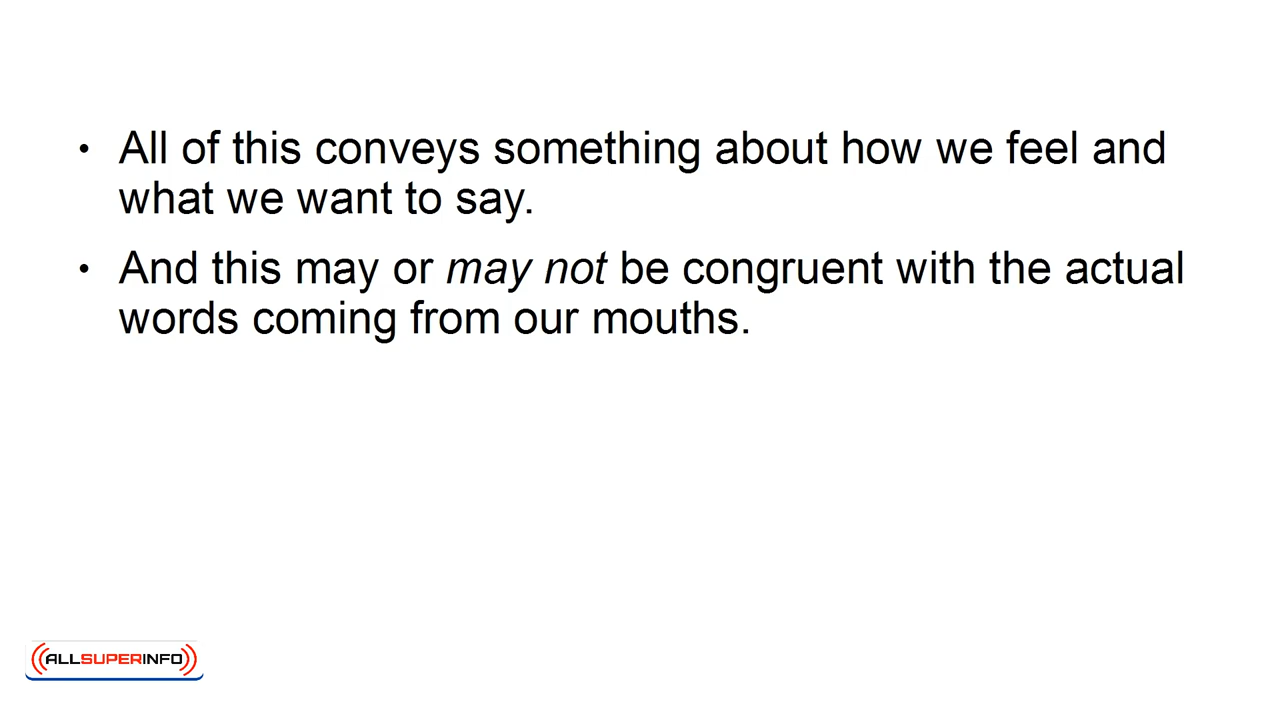 • All of this conveys something about how we feel and
what we want to say.
• And this may or may not be congruent with the actual
words coming from our mouths.
ALLSUPERINFO